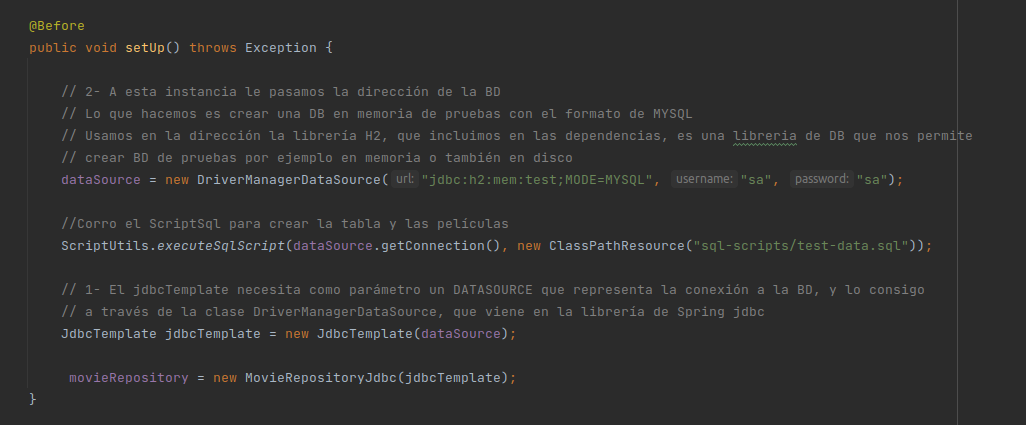 @Before
public void setUp() throws Exception {
// 2- A esta instancia le pasamos la dirección de la BD
// Lo que hacemos es crear una DB en memoria de pruebas con el formato de MYSQL
// Usamos en la dirección la librería H2, que incluimos en las dependencias, es una libreria de DB que nos permite
// crear BD de pruebas por ejemplo en memoria o también en disco
dataSource = new DriverManagerDataSource( url: "jdbc:h2:mem:test;MODE=MYSQL", username: "sa", password: "sa");
//Corro el ScriptSql para crear la tabla y las películas
ScriptUtils.executeSqlScript(dataSource.getConnection(), new ClassPathResource("sql-scripts/test-data.sql"));
// 1- El jdbcTemplate necesita como parámetro un DATASOURCE que representa la conexión a la BD, y lo consigo
// a través de la clase DriverManagerDataSource, que viene en la librería de Spring jdbc
JdbcTemplate jdbcTemplate = new JdbcTemplate(dataSource);
movieRepository = new MovieRepositoryJdbc(jdbcTemplate);
}